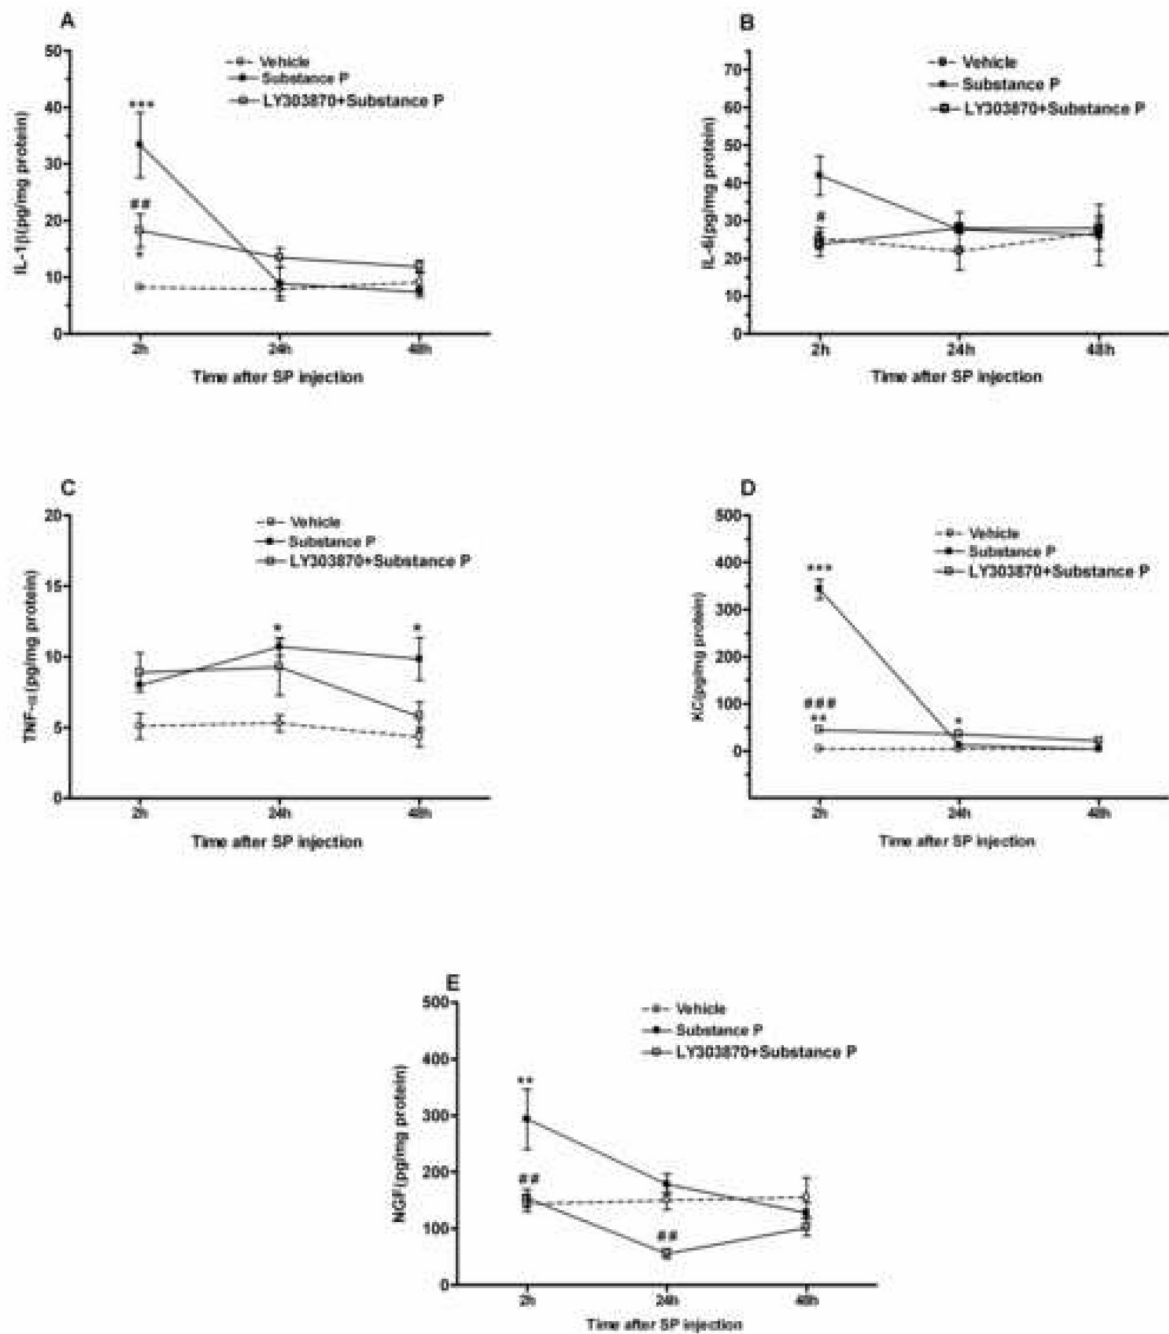 A
50
40
30
20
10
0
IL-1β(pg/mg protein)
Vehicle
Substance P
LY303870+Substance P
***
##
*
2h 24h 48h
Time after SP injection
B
70
60
50
40
30
20
10
0
IL-6(pg/mg protein)
Vehicle
Substance P
LY303870+Substance P
#
2h 24h 48h
Time after SP injection
C
20
15
10
5
0
TNF-α(pg/mg protein)
Vehicle
Substance P
LY303870+Substance P
* *
2h 24h 48h
Time after SP injection
D
500
400
300
200
100
0
KC(pg/mg protein)
Vehicle
Substance P
LY303870+Substance P
***
###
**
*
2h 24h 48h
Time after SP injection
E
500
400
300
200
100
0
NGF(pg/mg protein)
Vehicle
Substance P
LY303870+Substance P
**
##
##
2h 24h 48h
Time after SP injection